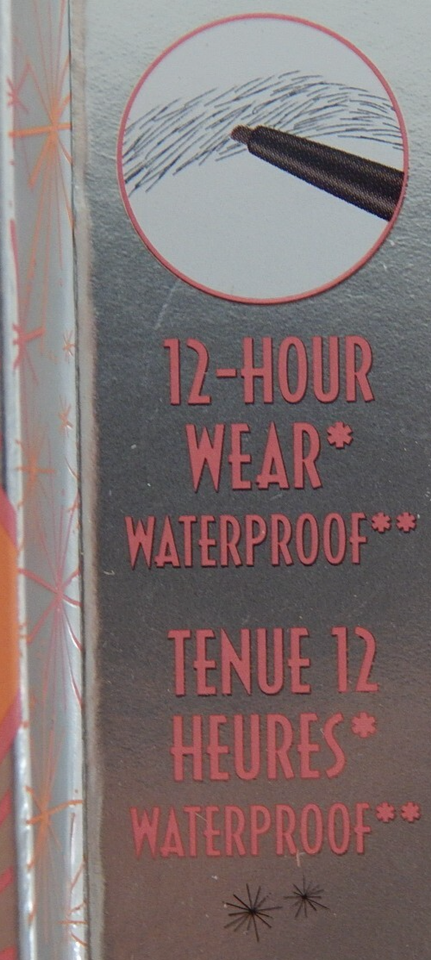 12-HOUR
WEAR*
WATERPROOF**
TENUE 12
HEURES*
WATERPROOF**